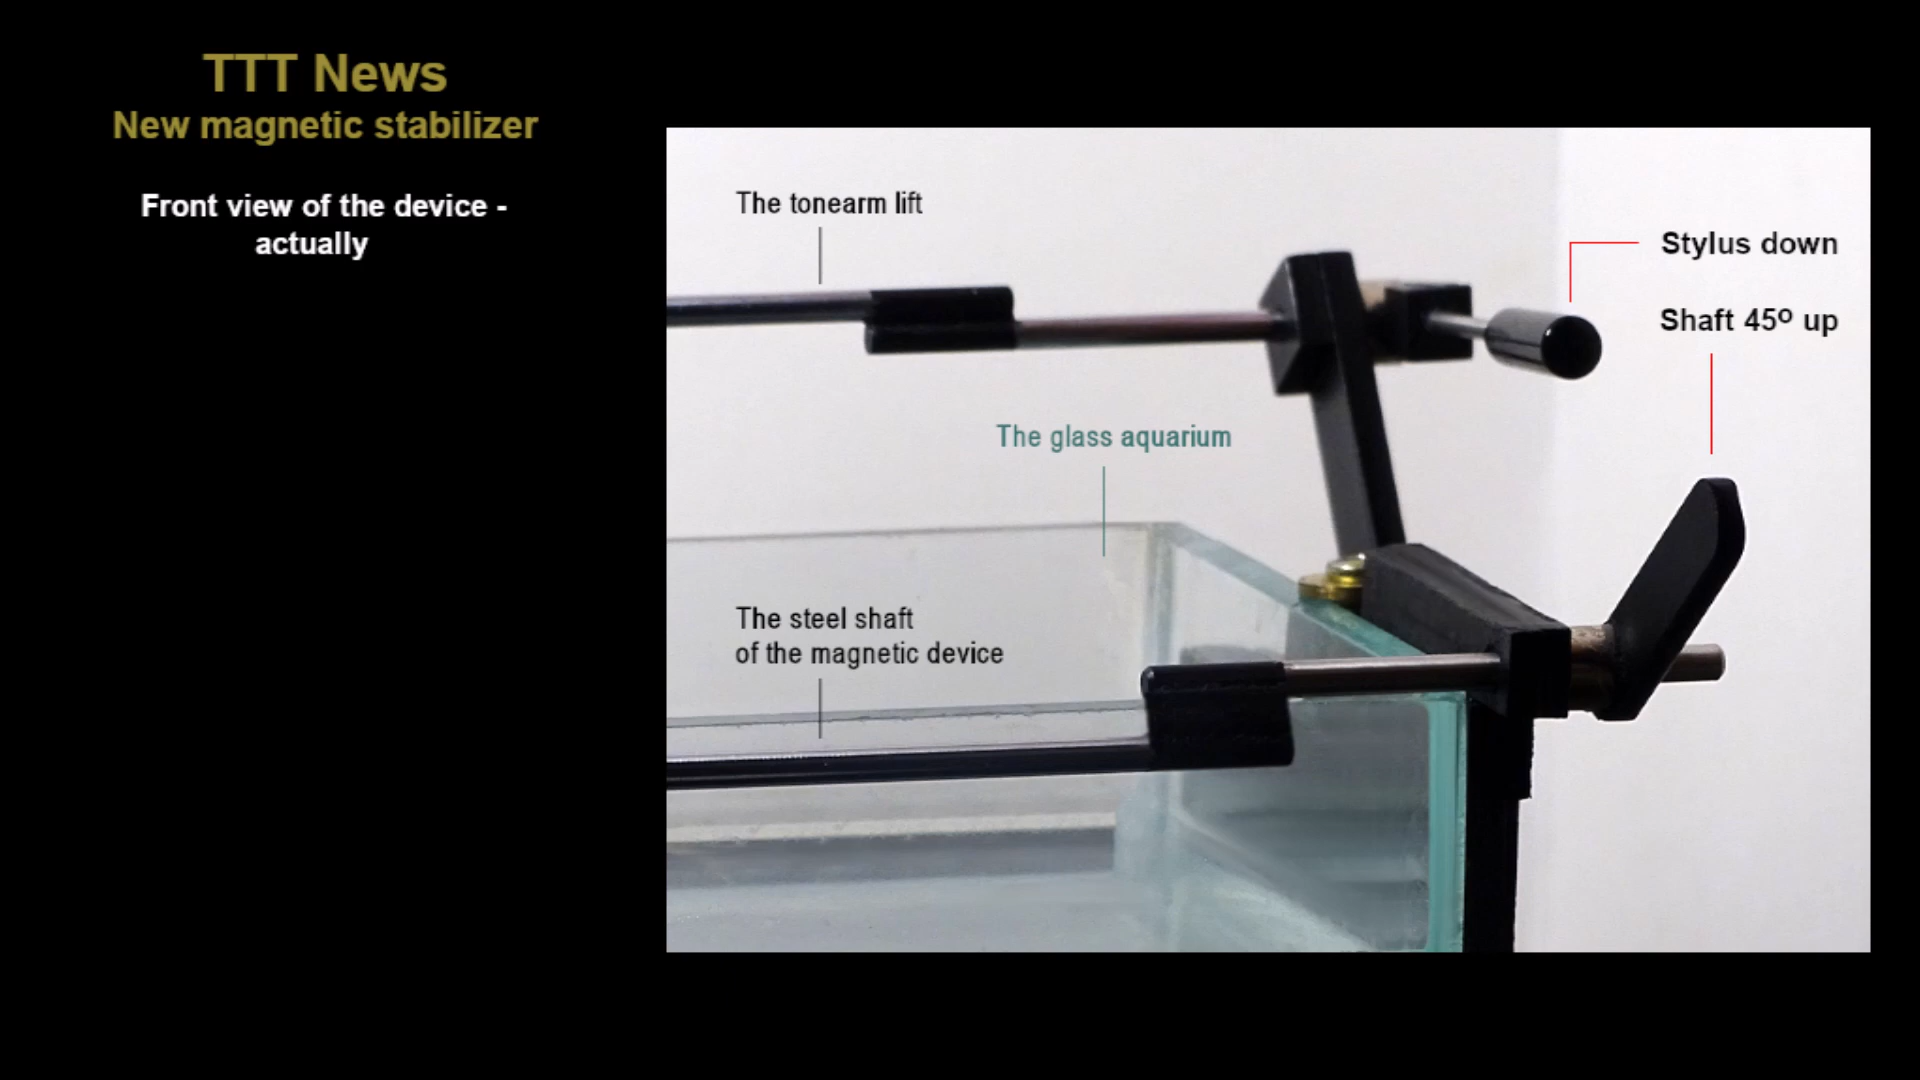 TTT News
New magnetic stabilizer
Front view of the device -
actually
The tonearm lift
Stylus down
Shaft 45º up
The glass aquarium
The steel shaft
of the magnetic device